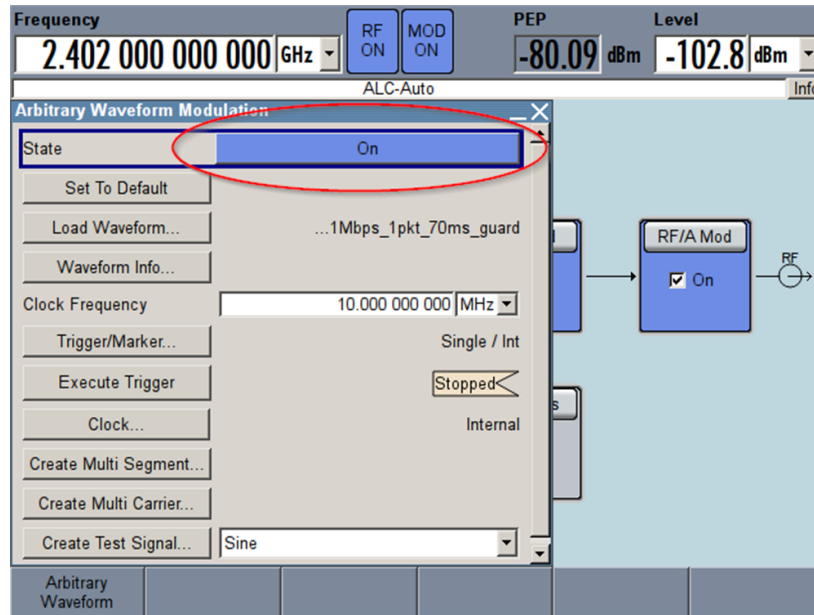 Frequency PEP Level
2.402 000 000 000 GHz RF ON MOD ON -80.09 dBm -102.8 dBm
ALC-Auto Info
Arbitrary Waveform Modulation
State On
Set To Default
Load Waveform... ...1Mbps_1pkt_70ms_guard
Waveform Info...
Clock Frequency 10.000 000 000 MHz
Trigger/Marker... Single / Int
Execute Trigger Stopped
Clock... Internal
Create Multi Segment...
Create Multi Carrier...
Create Test Signal... Sine
RF/A Mod
On
RF
Arbitrary
Waveform